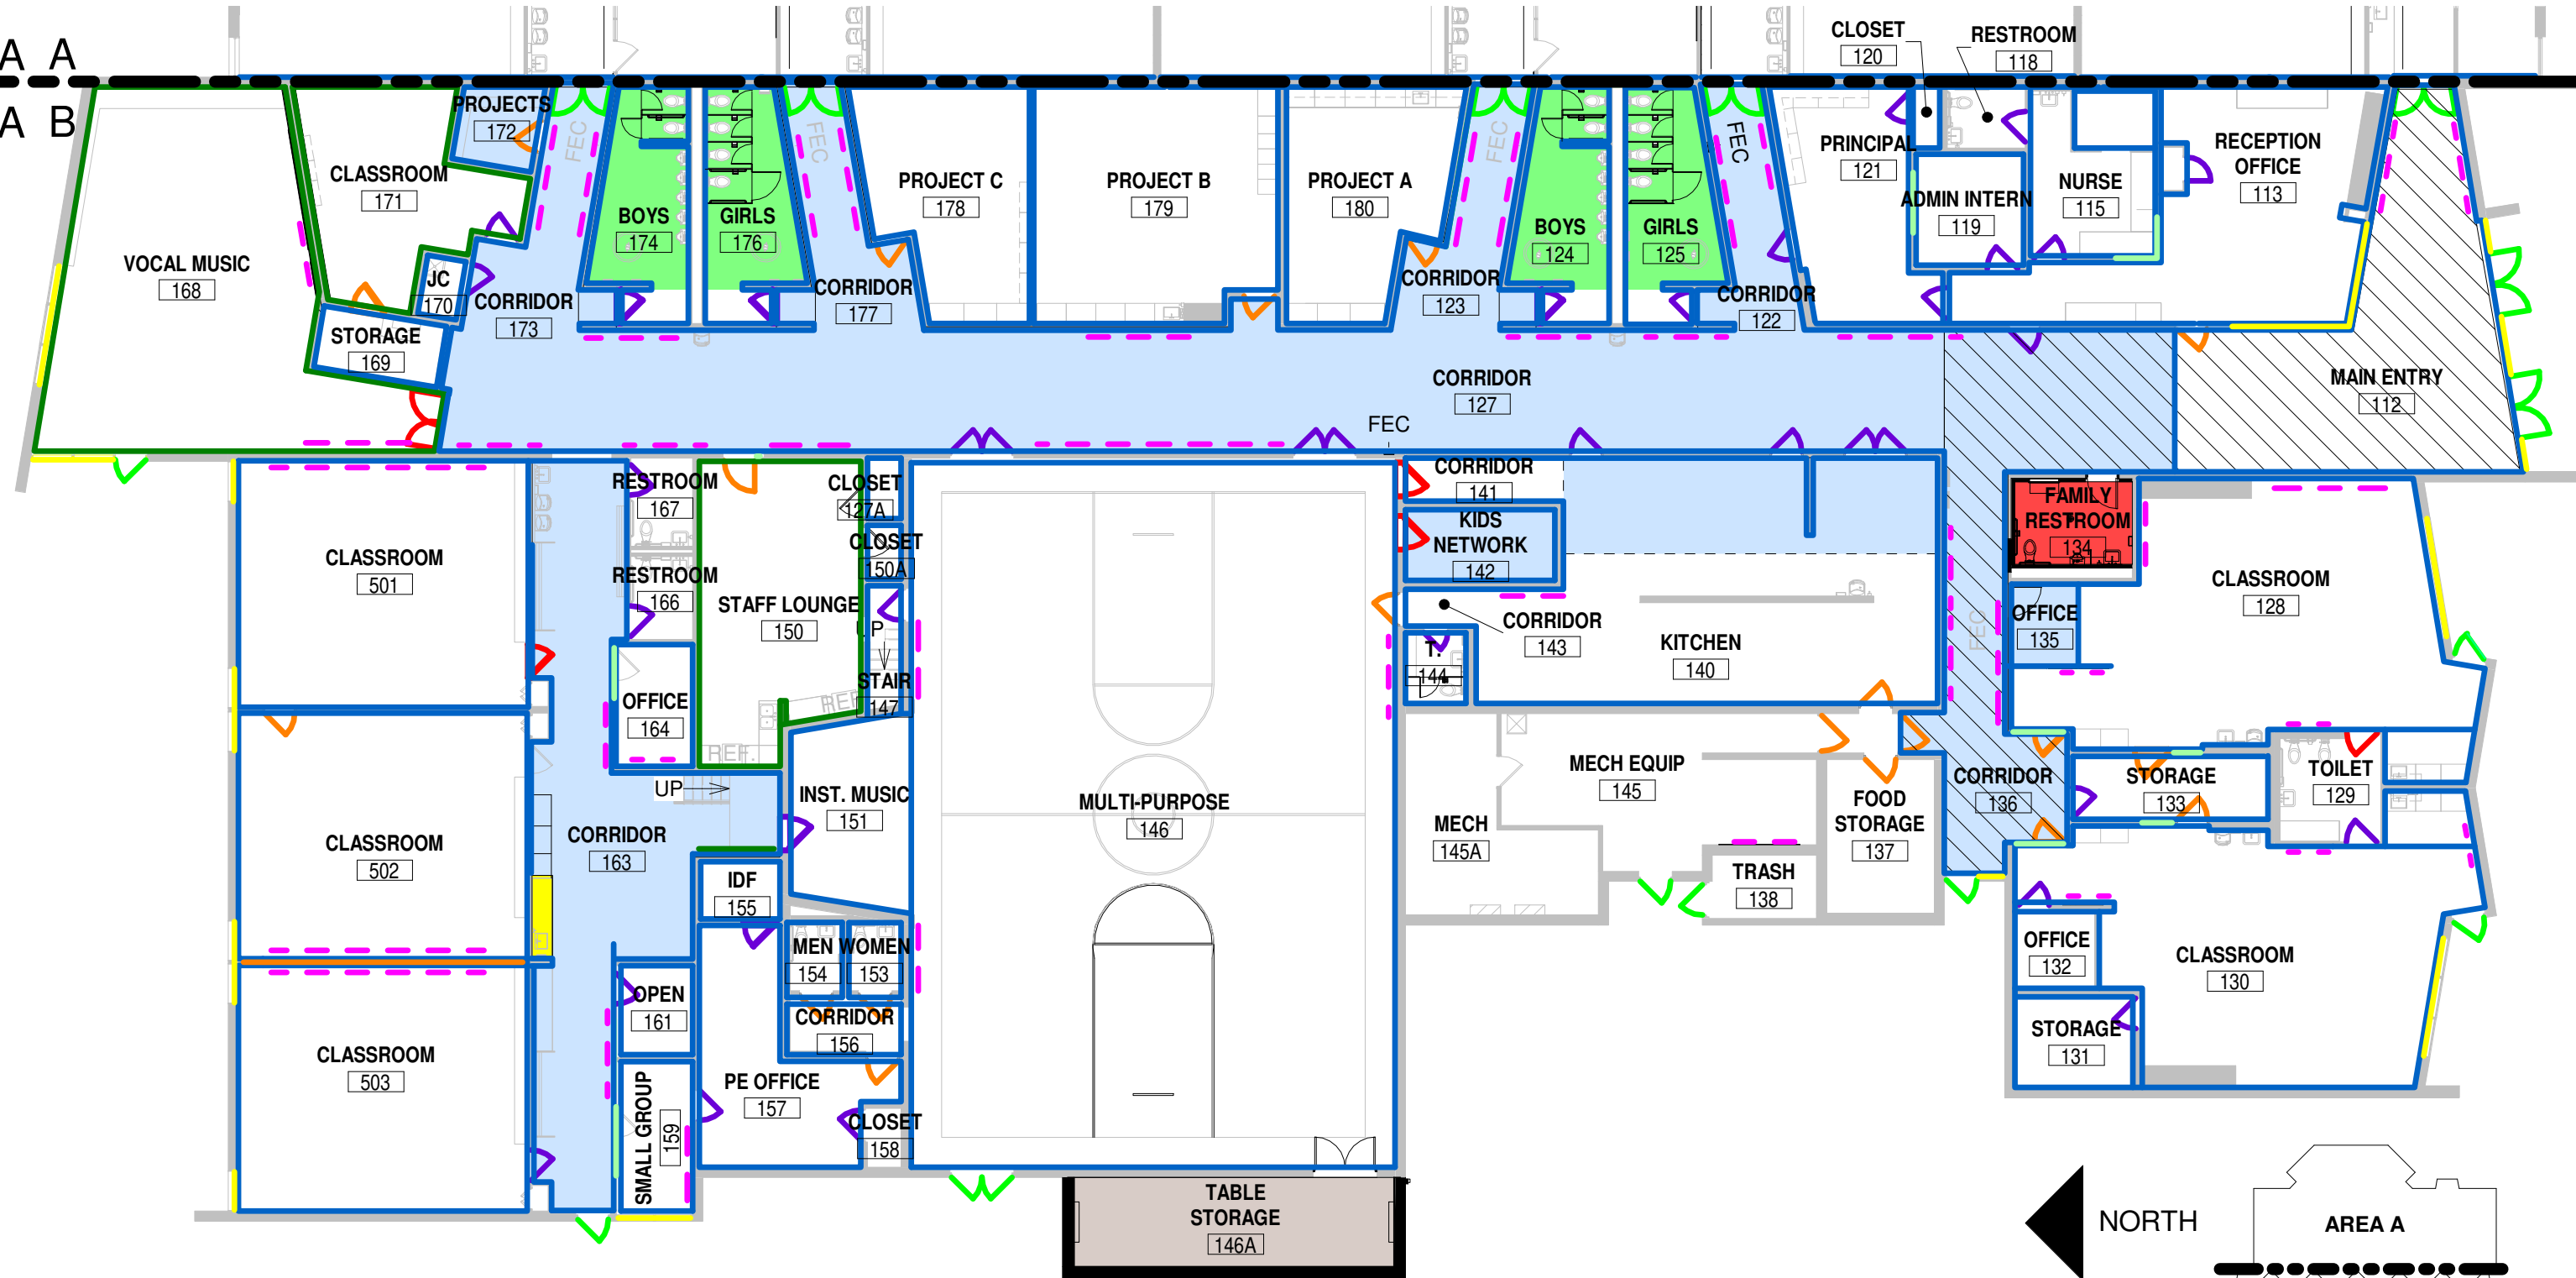 A A
A B
CLOSET
120
RESTROOM
118
PROJECTS
172
FEC
FEC
FEC
FEC
CLASSROOM
171
VOCAL MUSIC
168
JC
170
STORAGE
169
CORRIDOR
173
BOYS
174
GIRLS
176
CORRIDOR
177
PROJECT C
178
PROJECT B
179
PROJECT A
180
CORRIDOR
123
BOYS
124
GIRLS
125
CORRIDOR
122
PRINCIPAL
121
ADMIN INTERN
119
NURSE
115
RECEPTION
OFFICE
113
CORRIDOR
127
MAIN ENTRY
112
FEC
CLASSROOM
501
RESTROOM
167
RESTROOM
166
STAFF LOUNGE
150
CLOSET
127A
CLOSET
150A
UP
STAIR
147
REF.
REF.
OFFICE
164
UP
CORRIDOR
141
KIDS
NETWORK
142
CORRIDOR
143
T.
144
KITCHEN
140
FEC
FAMILY
RESTROOM
134
OFFICE
135
CLASSROOM
128
CLASSROOM
502
CORRIDOR
163
INST. MUSIC
151
MULTI-PURPOSE
146
MECH EQUIP
145
MECH
145A
TRASH
138
FOOD
STORAGE
137
CORRIDOR
136
STORAGE
133
TOILET
129
IDF
155
MEN
154
WOMEN
153
OPEN
161
CORRIDOR
156
OFFICE
132
CLASSROOM
130
STORAGE
131
CLASSROOM
503
SMALL GROUP
159
PE OFFICE
157
CLOSET
158
TABLE
STORAGE
146A
NORTH
AREA A